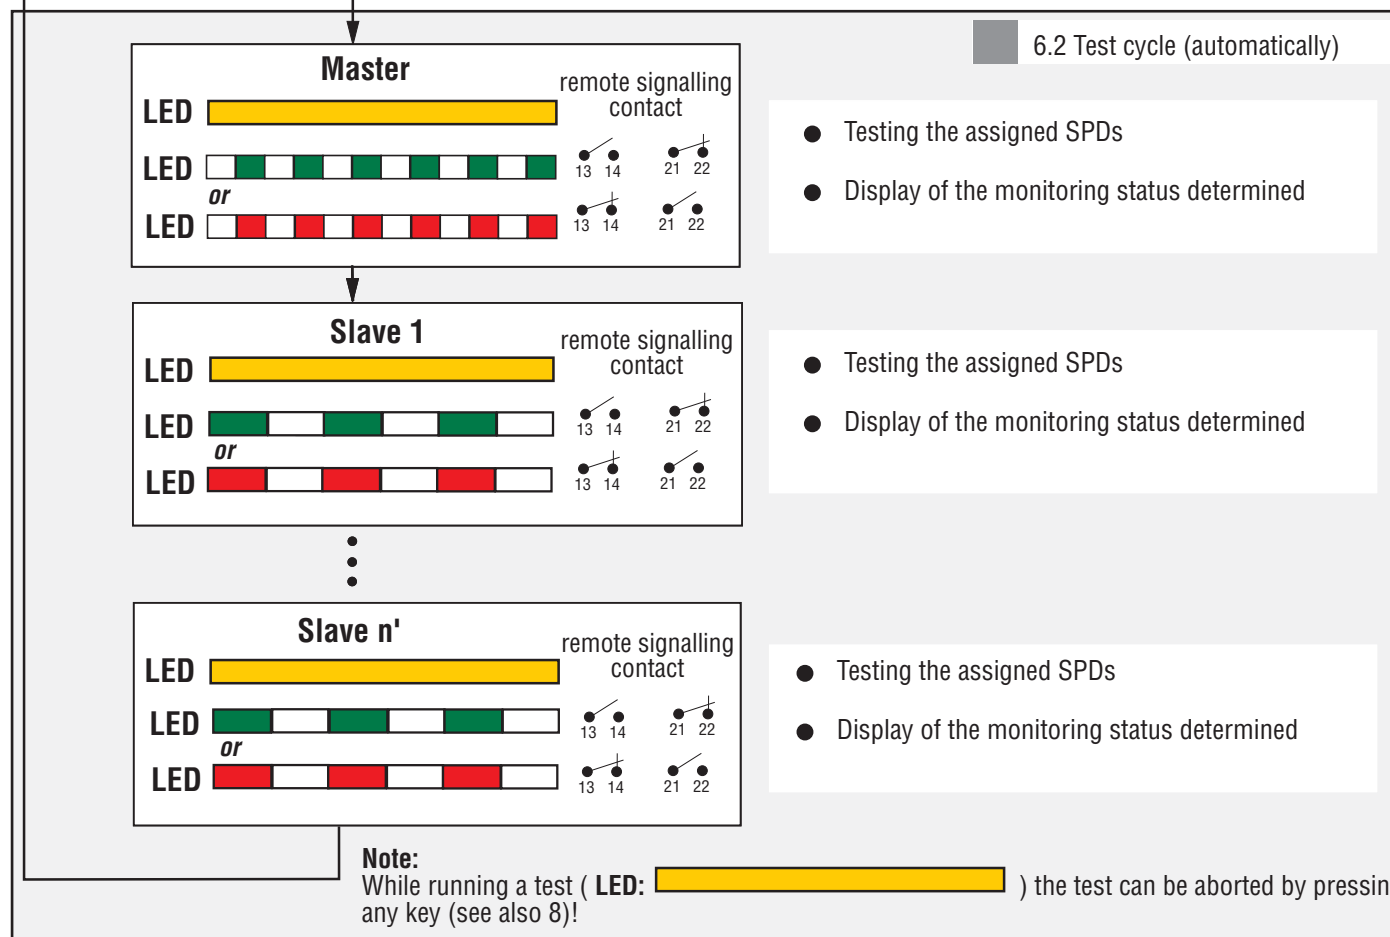 6.2 Test cycle (automatically)
Master
remote signalling
contact
LED
LED
13 14 21 22
or
LED
13 14 21 22
● Testing the assigned SPDs
● Display of the monitoring status determined
Slave 1
remote signalling
contact
LED
LED
13 14 21 22
or
LED
13 14 21 22
● Testing the assigned SPDs
● Display of the monitoring status determined
Slave n'
remote signalling
contact
LED
LED
13 14 21 22
or
LED
13 14 21 22
● Testing the assigned SPDs
● Display of the monitoring status determined
Note:
While running a test ( LED: ) the test can be aborted by pressin
any key (see also 8)!